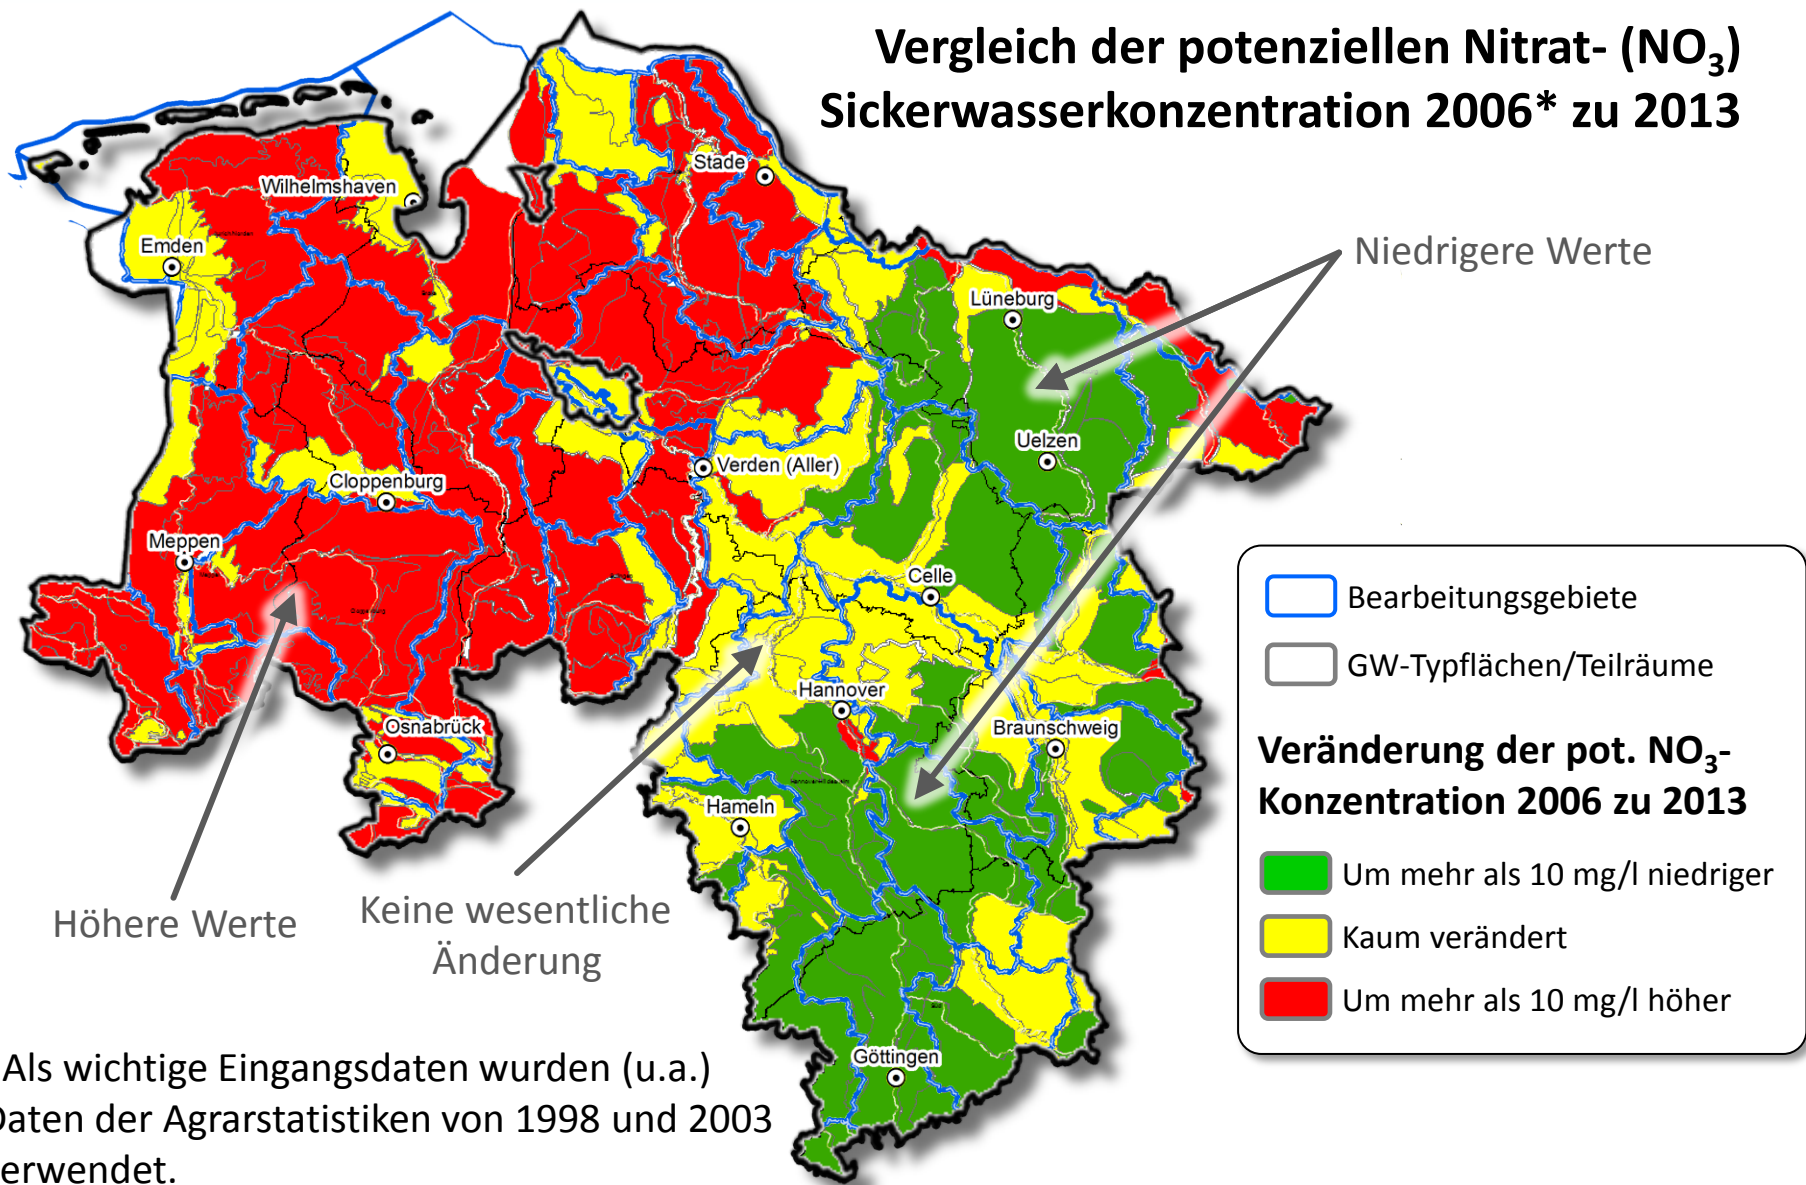 Vergleich der potenziellen Nitrat- (NO₃)
Sickerwasserkonzentration 2006* zu 2013
Stade
Wilhelmshaven
Emden
Niedrigere Werte
Lüneburg
Uelzen
Verden (Aller)
Cloppenburg
Meppen
Celle
Hannover
Osnabrück
Braunschweig
Hameln
Göttingen
Höhere Werte
Keine wesentliche
Änderung
Bearbeitungsgebiete
GW-Typflächen/Teilräume
Veränderung der pot. NO₃-
Konzentration 2006 zu 2013
Um mehr als 10 mg/l niedriger
Kaum verändert
Um mehr als 10 mg/l höher
Als wichtige Eingangsdaten wurden (u.a.)
Daten der Agrarstatistiken von 1998 und 2003
erwendet.